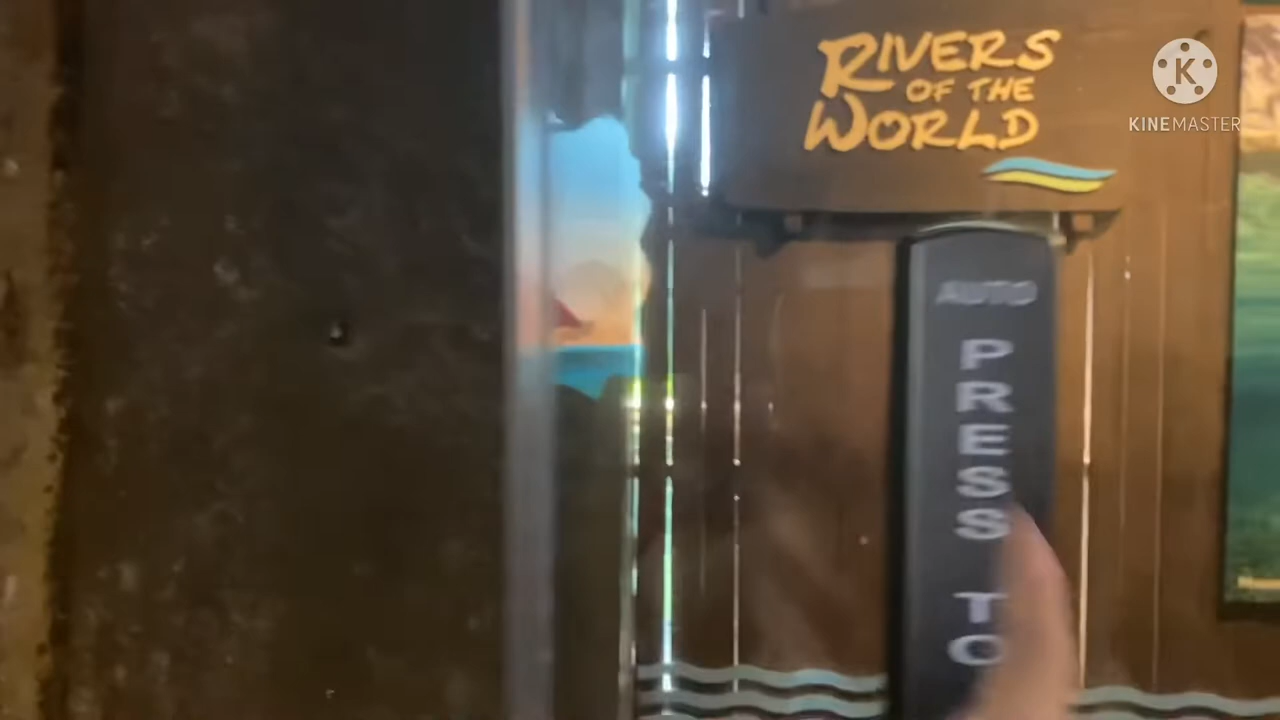 RIVERS
OF THE
WORLD
K
KINEMASTER
AUTO
PRESS
TO